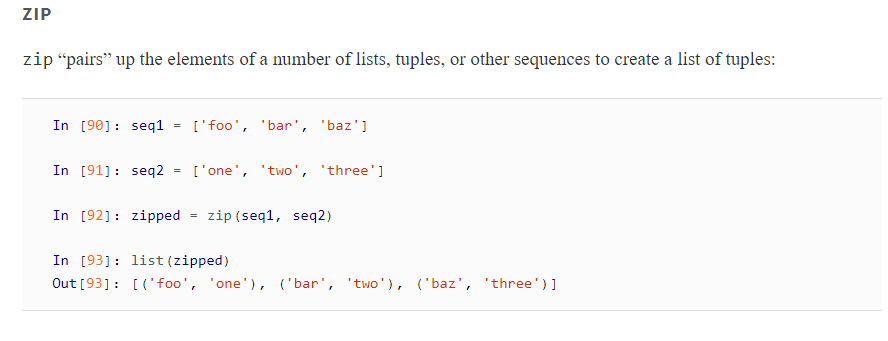 ZIP
zip “pairs” up the elements of a number of lists, tuples, or other sequences to create a list of tuples:
In [90]: seq1 = ['foo', 'bar', 'baz']
In [91]: seq2 = ['one', 'two', 'three']
In [92]: zipped = zip(seq1, seq2)
In [93]: list(zipped)
Out[93]: [('foo', 'one'), ('bar', 'two'), ('baz', 'three')]